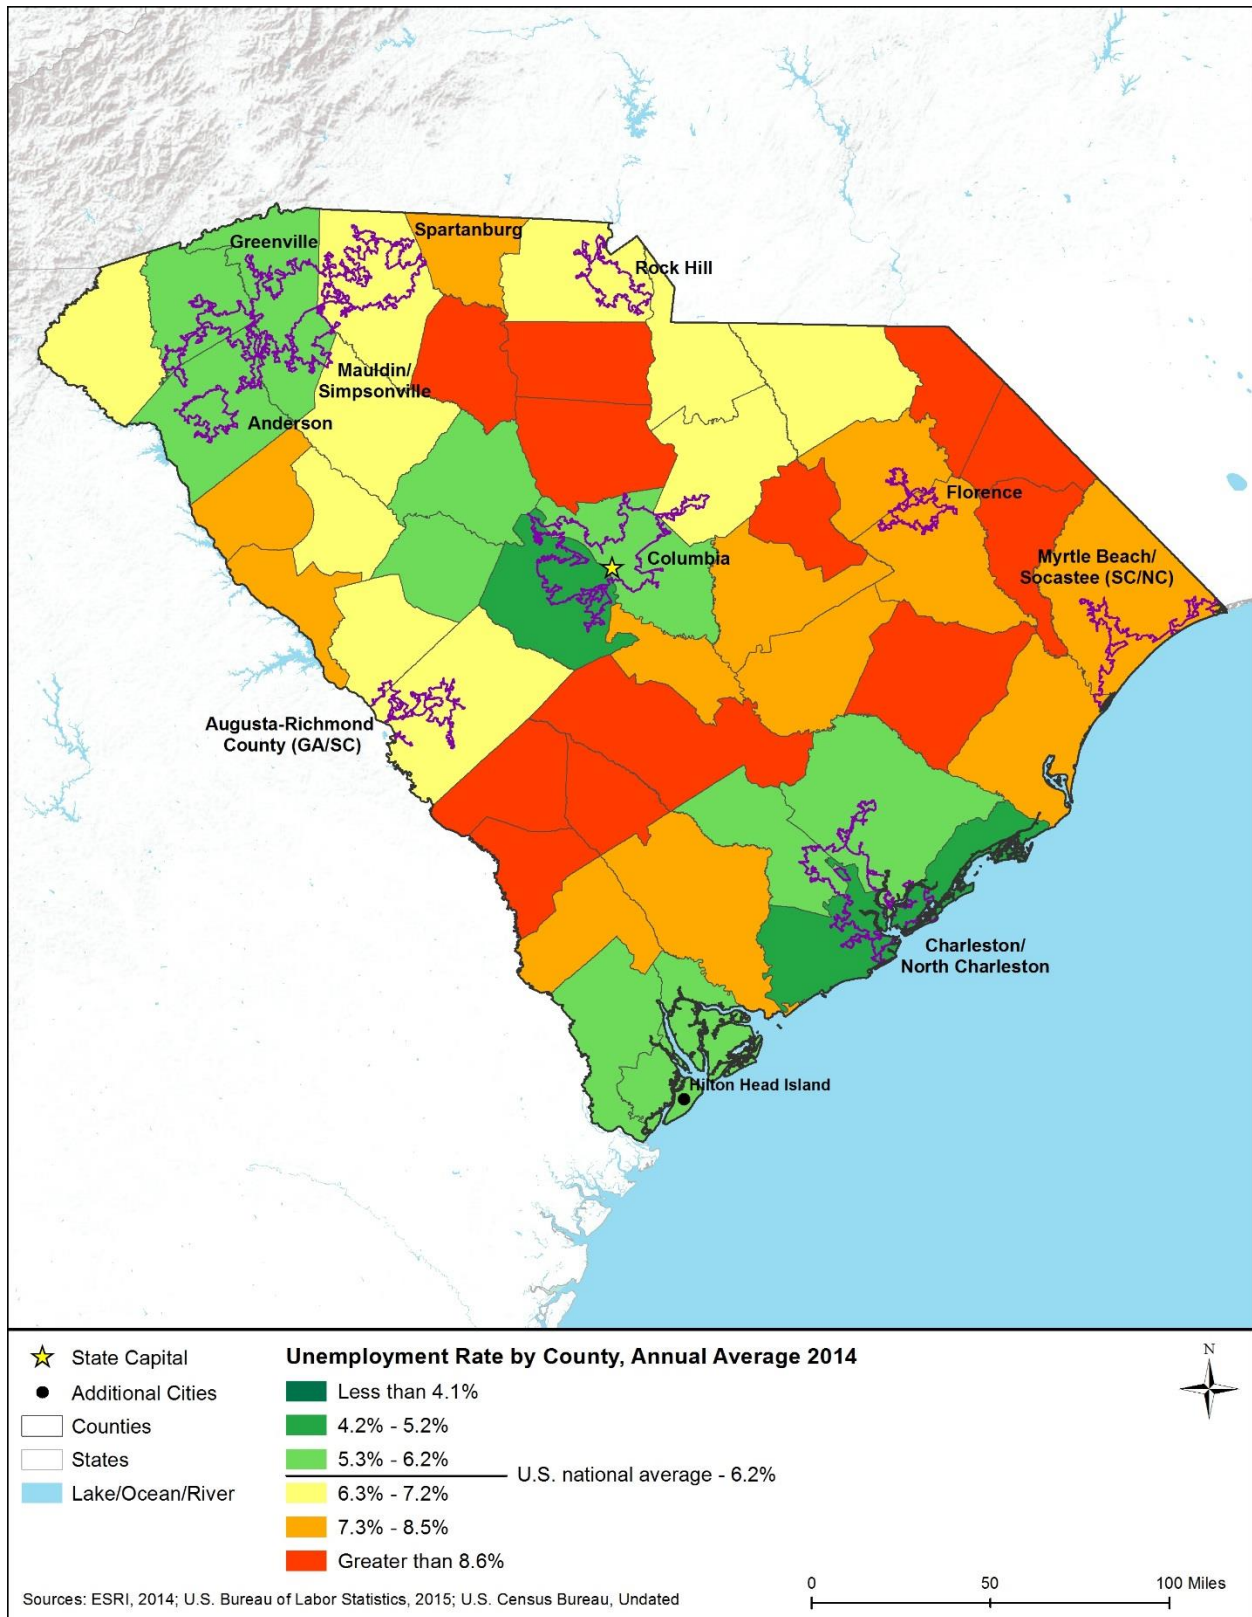 Greenville
Spartanburg
Rock Hill
Mauldin/
Simpsonville
Anderson
Florence
Columbia
Myrtle Beach/
Socastee (SC/NC)
Augusta-Richmond
County (GA/SC)
Charleston/
North Charleston
Hilton Head Island
State Capital
Additional Cities
Counties
States
Lake/Ocean/River
Unemployment Rate by County, Annual Average 2014
Less than 4.1%
4.2% - 5.2%
5.3% - 6.2%
U.S. national average - 6.2%
6.3% - 7.2%
7.3% - 8.5%
Greater than 8.6%
N
0 50 100 Miles
Sources: ESRI, 2014; U.S. Bureau of Labor Statistics, 2015; U.S. Census Bureau, Undated